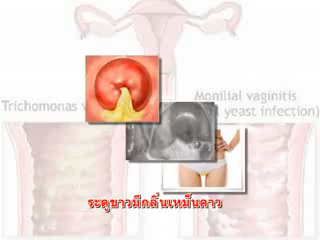 Trichomonas v
Monilial vaginitis
yeast infection)
ระดูขาวมีกลิ่นเหม็นคาว